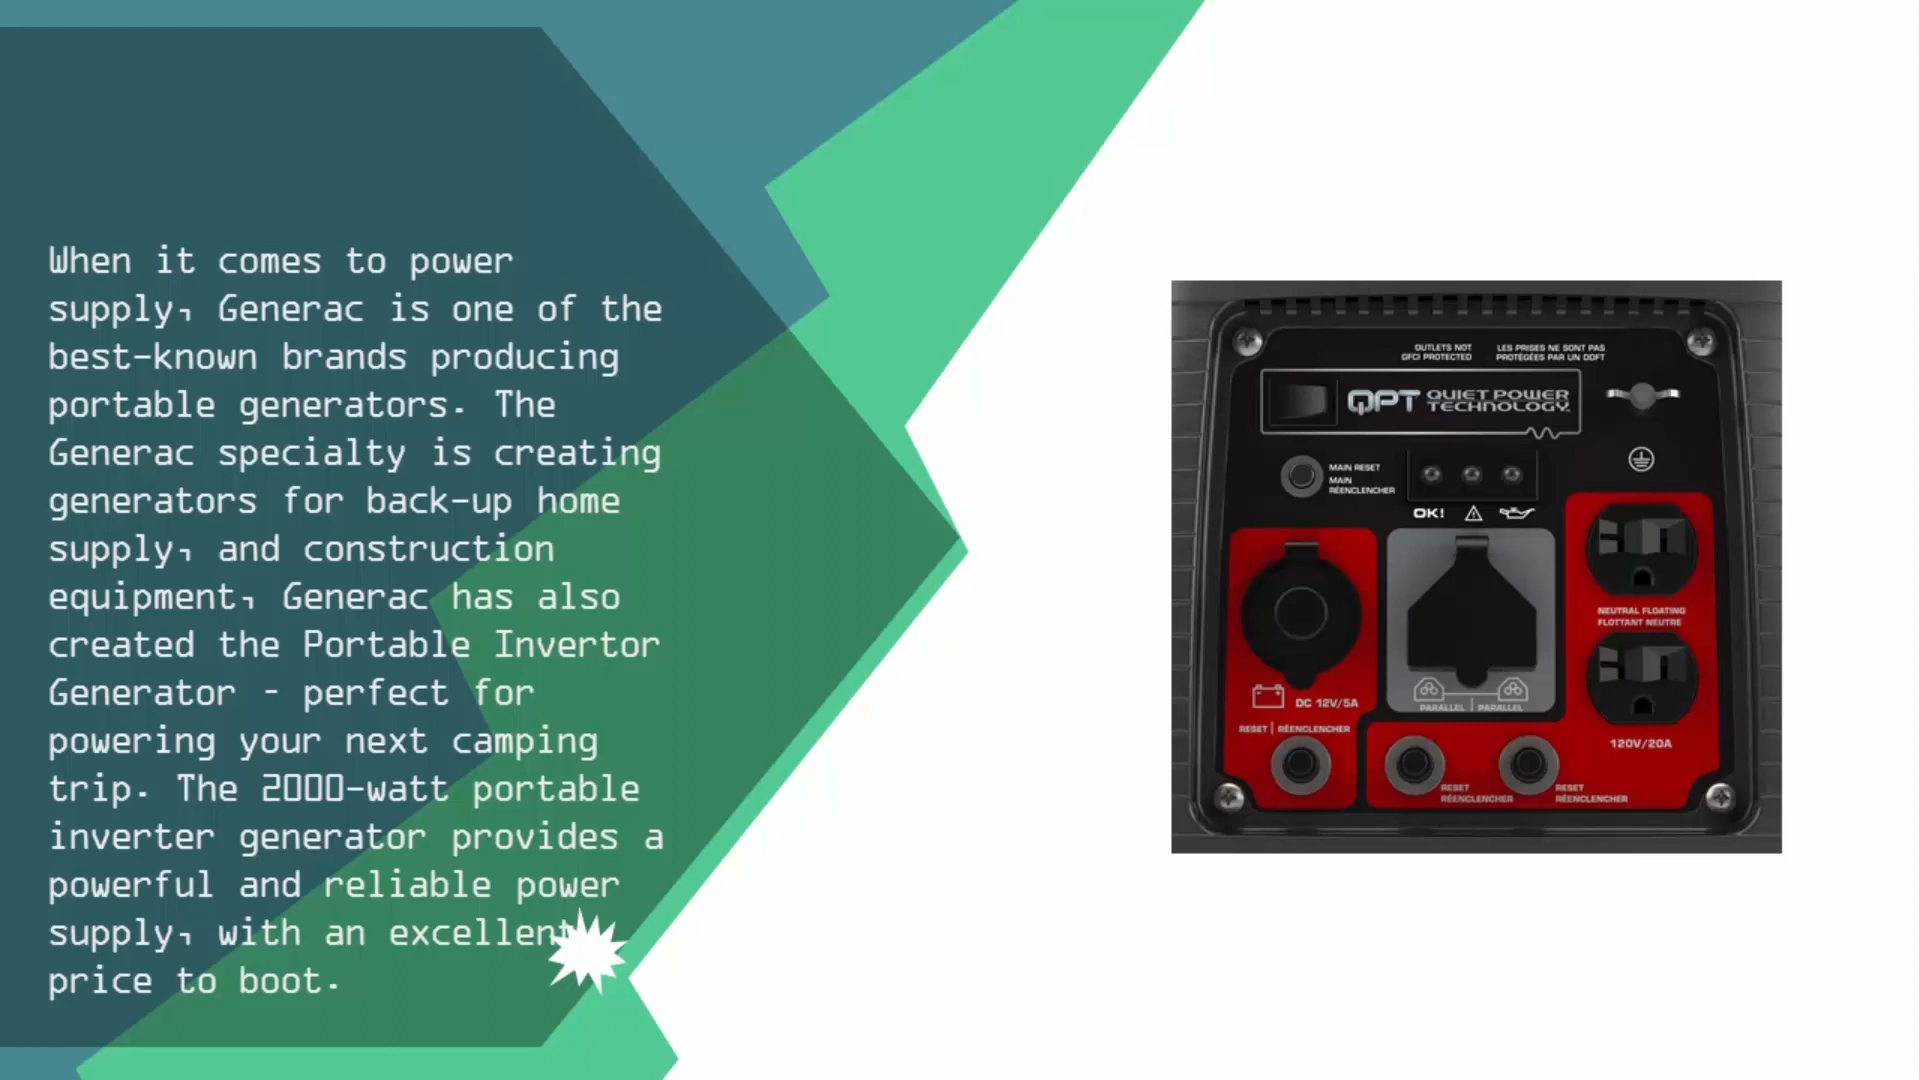 When it comes to power
supply, Generac is one of the
best-known brands producing
portable generators. The
Generac specialty is creating
generators for back-up home
supply, and construction
equipment, Generac has also
created the Portable Invertor
Generator - perfect for
powering your next camping
trip. The 2000-watt portable
inverter generator provides a
powerful and reliable power
supply, with an excellent
price to boot.
OUTLETS NOT
GFCI PROTECTED
LES PRISES NE SONT PAS
PROTÉGÉES PAR UN DDFT
QPT QUIET POWER
TECHNOLOGY
MAIN RESET
MAIN
RÉENCLENCHER
OK!
NEUTRAL FLOATING
FLOTTANT NEUTRE
DC 12V/5A
PARALLEL | PARALLEL
RESET | RÉENCLENCHER
120V/20A
RESET
RÉENCLENCHER
RESET
RÉENCLENCHER